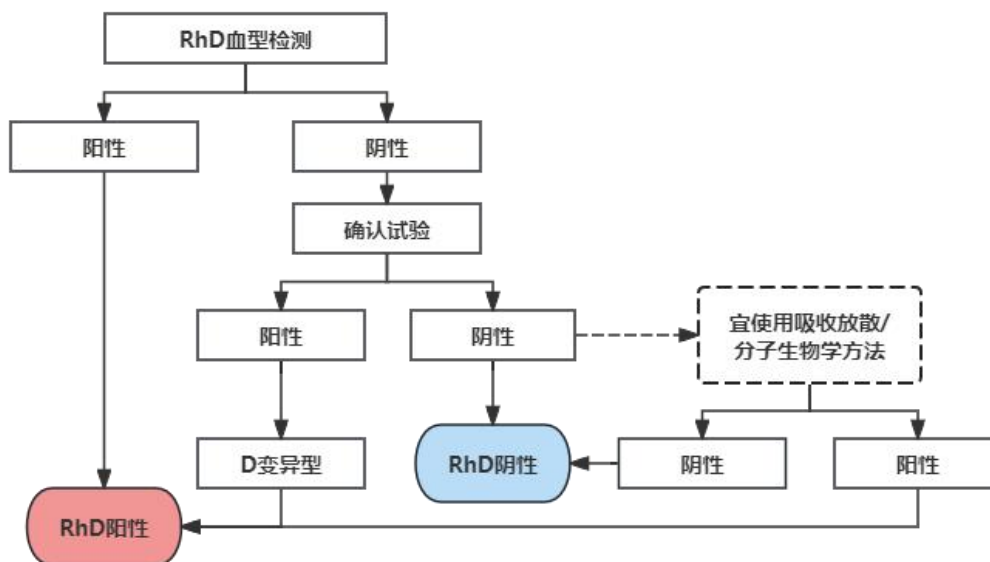 RhD血型检测
阳性
阴性
确认试验
阳性
阴性
宜使用吸收放散/
分子生物学方法
D变异型
RhD阴性
阴性
阳性
RhD阳性